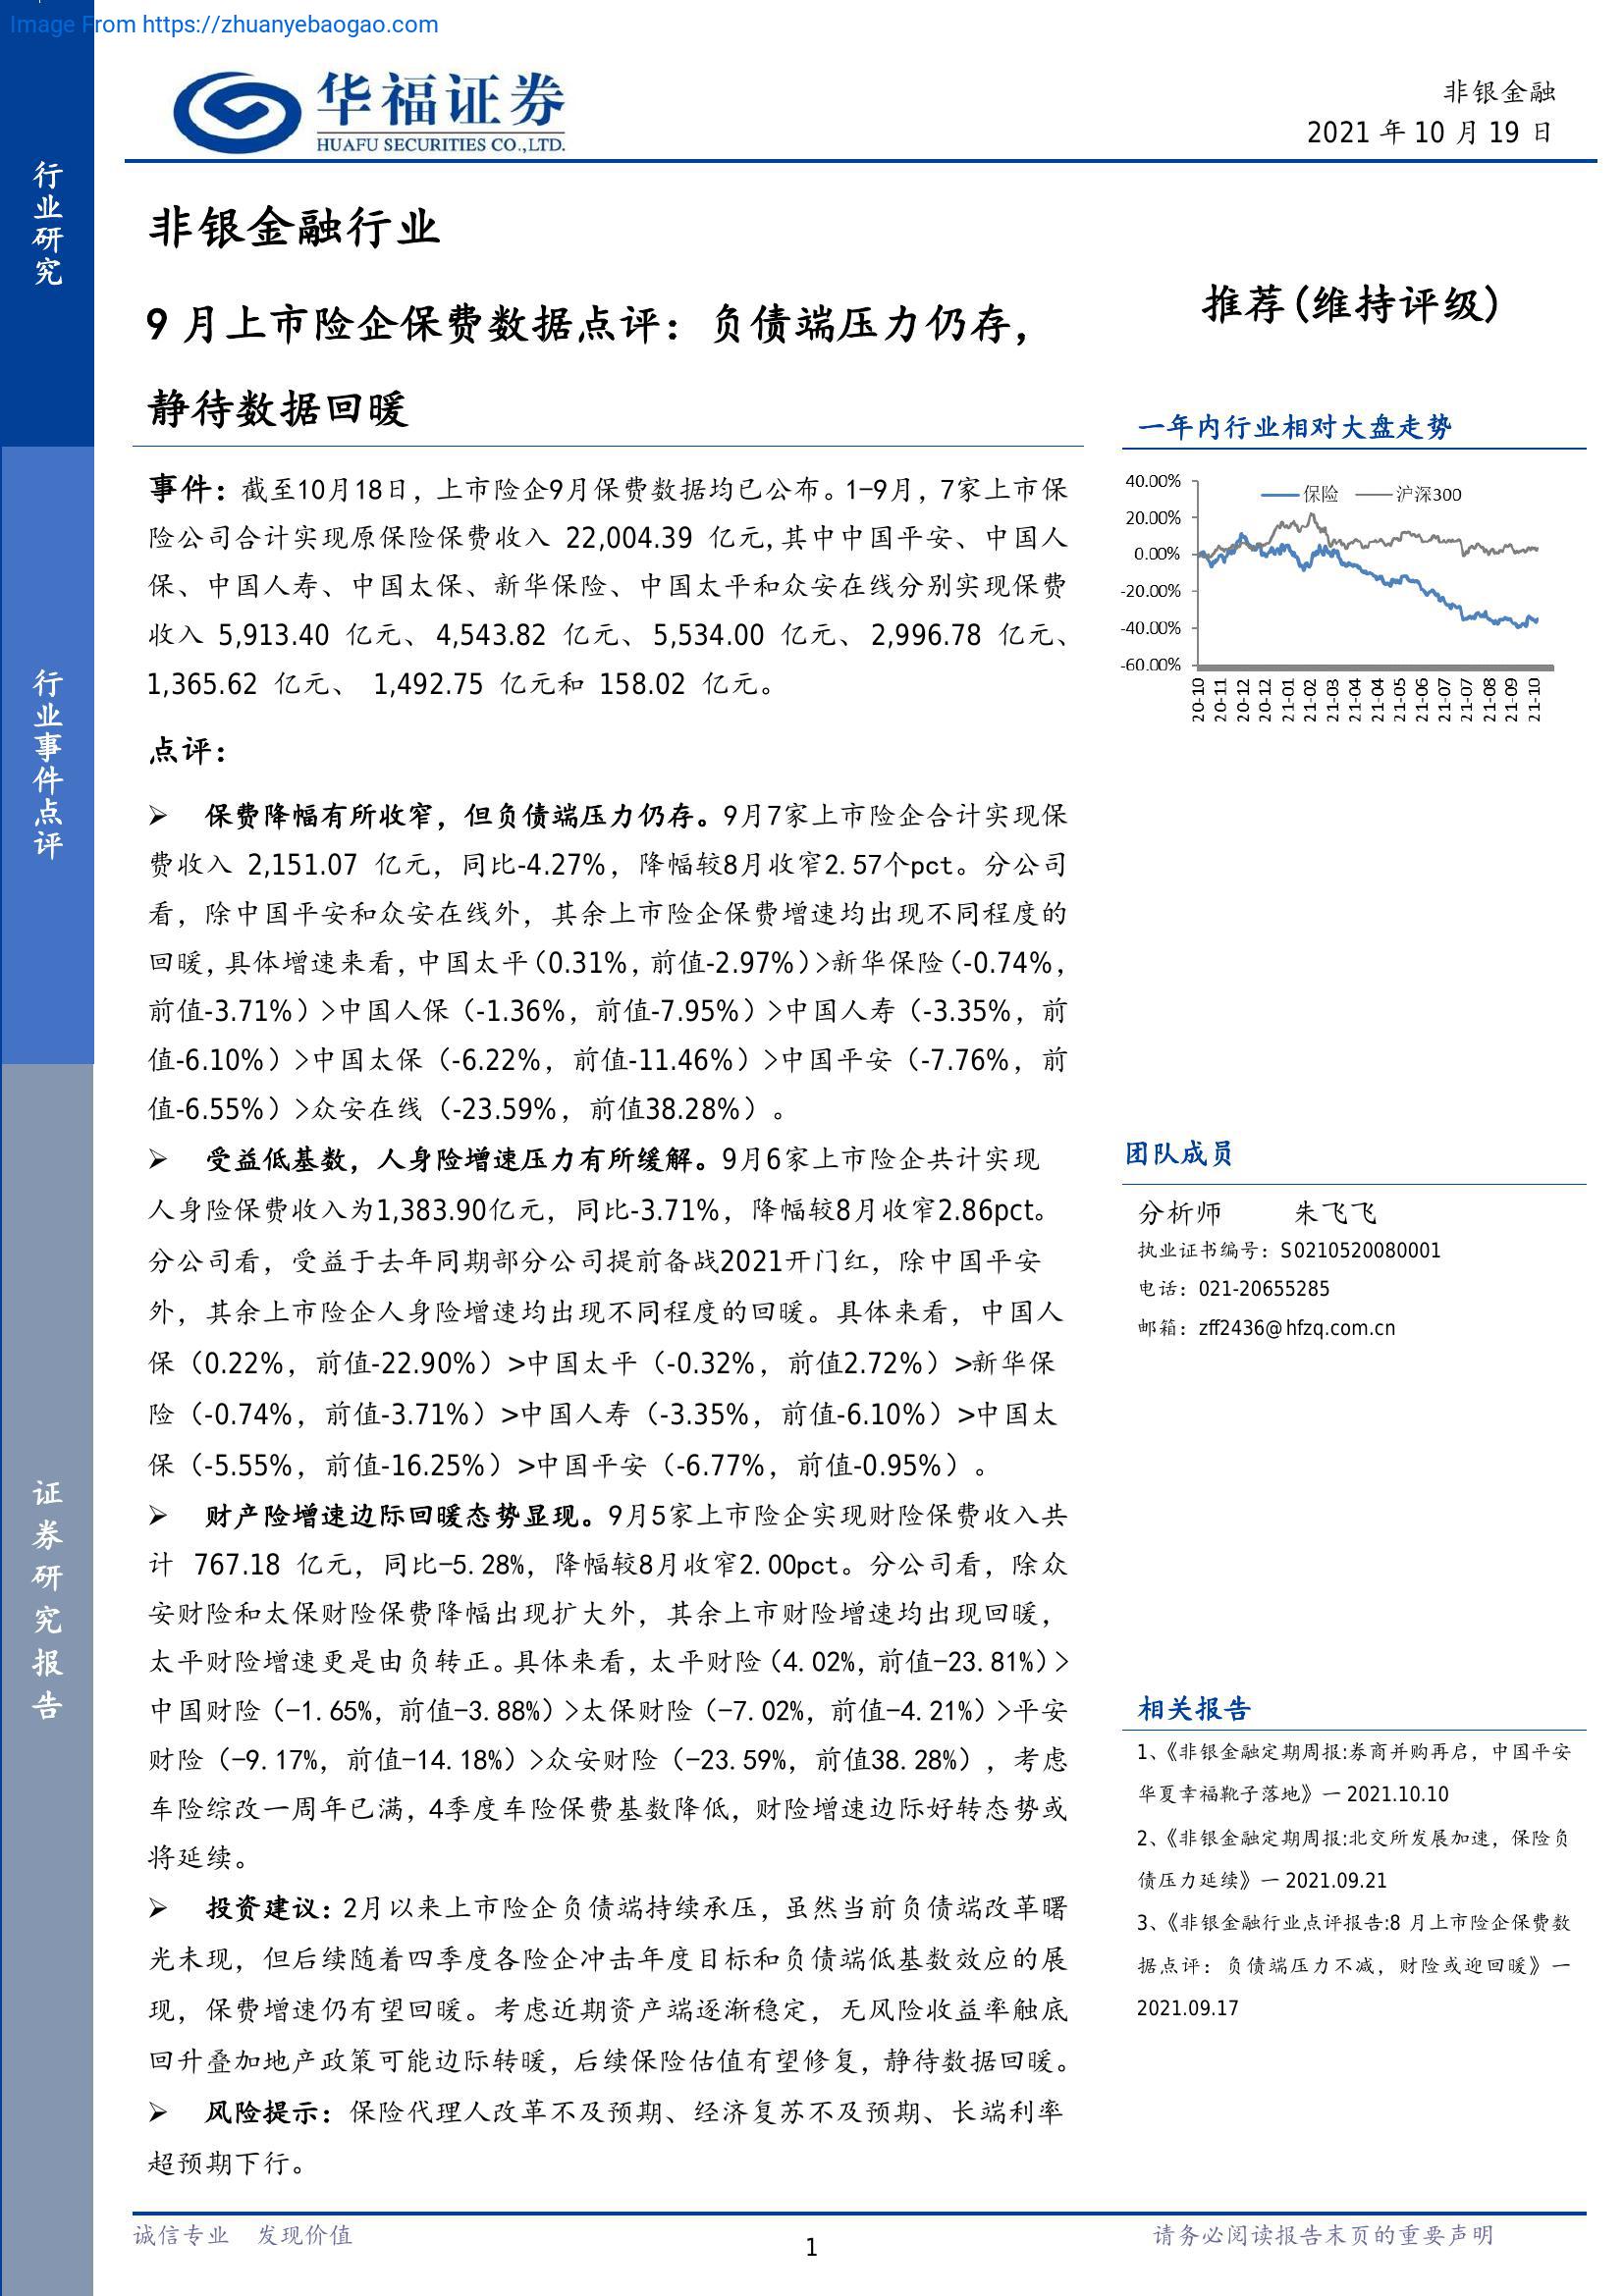 Image From https://zhuanyebaogao.com
华福证券
HUAFU SECURITIES CO.,LTD.
非银金融
2021 年 10 月 19 日
行业研究
行业事件点评
证券研究报告
非银金融行业
9 月上市险企保费数据点评：负债端压力仍存，
静待数据回暖
事件：截至10月18日，上市险企9月保费数据均已公布。1-9月，7家上市保
险公司合计实现原保险保费收入 22,004.39 亿元,其中中国平安、中国人
保、中国人寿、中国太保、新华保险、中国太平和众安在线分别实现保费
收入 5,913.40 亿元、4,543.82 亿元、5,534.00 亿元、2,996.78 亿元、
1,365.62 亿元、 1,492.75 亿元和 158.02 亿元。
点评：
➢ 保费降幅有所收窄，但负债端压力仍存。9月7家上市险企合计实现保
费收入 2,151.07 亿元，同比-4.27%，降幅较8月收窄2.57个pct。分公司
看，除中国平安和众安在线外，其余上市险企保费增速均出现不同程度的
回暖,具体增速来看,中国太平（0.31%,前值-2.97%）>新华保险（-0.74%，
前值-3.71%）>中国人保（-1.36%，前值-7.95%）>中国人寿（-3.35%，前
值-6.10%）>中国太保（-6.22%，前值-11.46%）>中国平安（-7.76%，前
值-6.55%）>众安在线（-23.59%，前值38.28%）。
➢ 受益低基数，人身险增速压力有所缓解。9月6家上市险企共计实现
人身险保费收入为1,383.90亿元，同比-3.71%，降幅较8月收窄2.86pct。
分公司看，受益于去年同期部分公司提前备战2021开门红，除中国平安
外，其余上市险企人身险增速均出现不同程度的回暖。具体来看，中国人
保（0.22%，前值-22.90%）>中国太平（-0.32%，前值2.72%）>新华保
险（-0.74%，前值-3.71%）>中国人寿（-3.35%，前值-6.10%）>中国太
保（-5.55%，前值-16.25%）>中国平安（-6.77%，前值-0.95%）。
➢ 财产险增速边际回暖态势显现。9月5家上市险企实现财险保费收入共
计 767.18 亿元，同比-5.28%，降幅较8月收窄2.00pct。分公司看，除众
安财险和太保财险保费降幅出现扩大外，其余上市财险增速均出现回暖，
太平财险增速更是由负转正。具体来看，太平财险（4.02%,前值-23.81%）>
中国财险（-1.65%，前值-3.88%）>太保财险（-7.02%，前值-4.21%）>平安
财险（-9.17%，前值-14.18%）>众安财险（-23.59%，前值38.28%），考虑
车险综改一周年已满，4季度车险保费基数降低，财险增速边际好转态势或
将延续。
➢ 投资建议：2月以来上市险企负债端持续承压，虽然当前负债端改革曙
光未现，但后续随着四季度各险企冲击年度目标和负债端低基数效应的展
现，保费增速仍有望回暖。考虑近期资产端逐渐稳定，无风险收益率触底
回升叠加地产政策可能边际转暖，后续保险估值有望修复，静待数据回暖。
➢ 风险提示：保险代理人改革不及预期、经济复苏不及预期、长端利率
超预期下行。
推荐(维持评级)
一年内行业相对大盘走势
保险 沪深300
40.00%
20.00%
0.00%
-20.00%
-40.00%
-60.00%
20-10
20-11
20-12
20-12
21-01
21-02
21-03
21-04
21-04
21-05
21-06
21-07
21-07
21-08
21-09
21-10
团队成员
分析师 朱飞飞
执业证书编号：S0210520080001
电话：021-20655285
邮箱：zff2436@hfzq.com.cn
相关报告
1、《非银金融定期周报:券商并购再启，中国平安
华夏幸福靴子落地》一 2021.10.10
2、《非银金融定期周报:北交所发展加速，保险负
债压力延续》一 2021.09.21
3、《非银金融行业点评报告:8 月上市险企保费数
据点评：负债端压力不减，财险或迎回暖》一
2021.09.17
诚信专业 发现价值
1
请务必阅读报告末页的重要声明